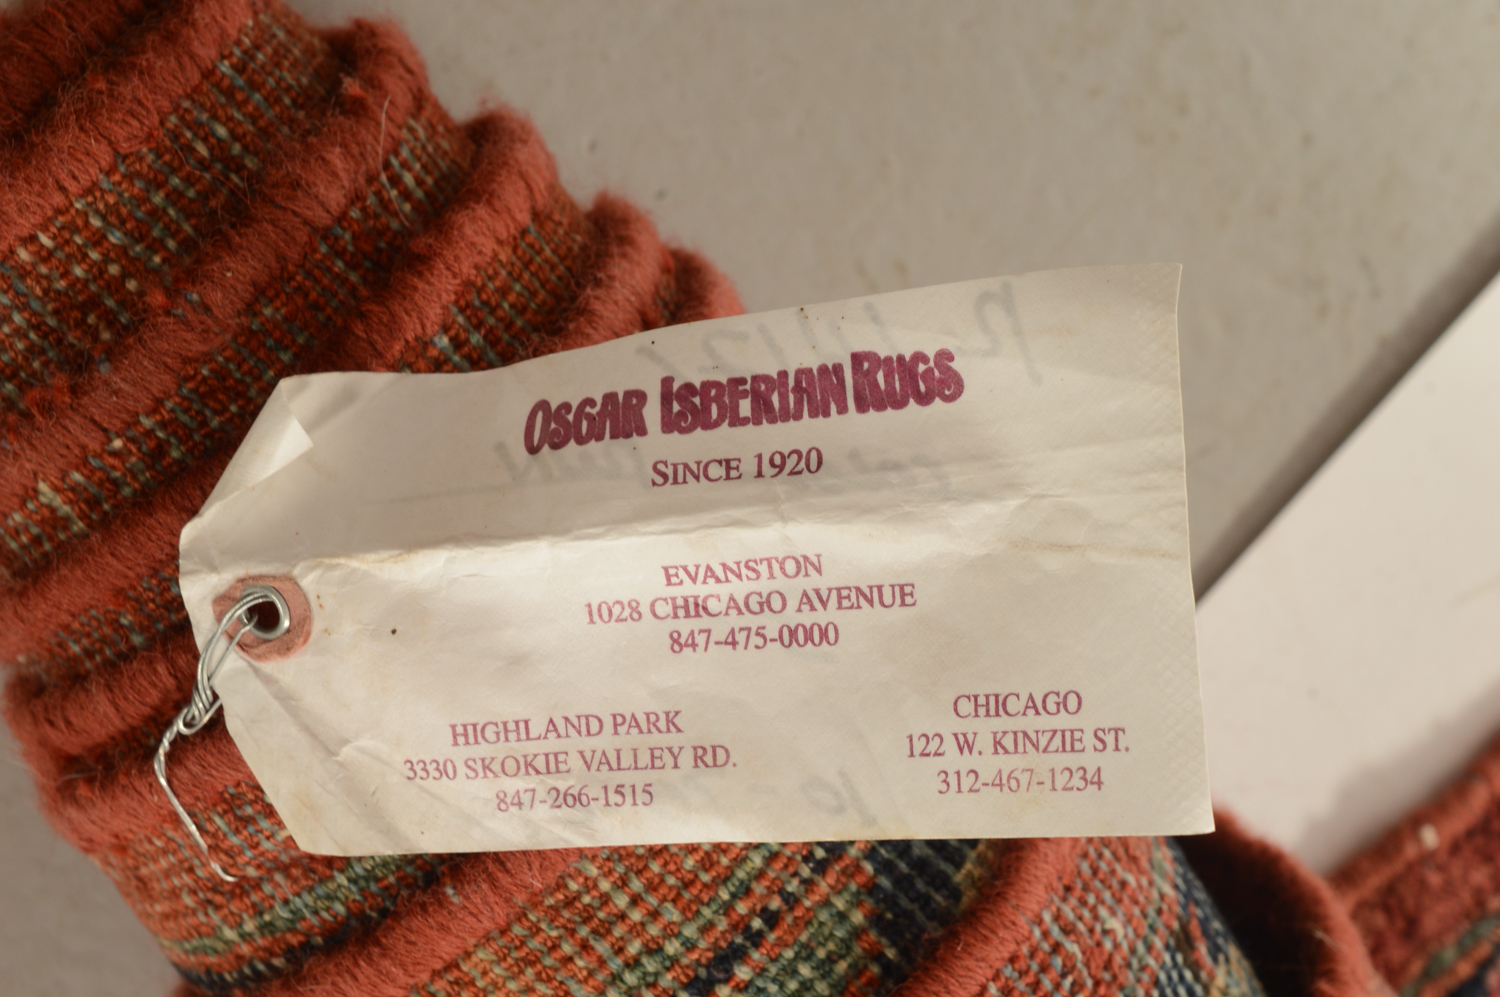 OSCAR ISBERIAN RUGS
SINCE 1920
EVANSTON
1028 CHICAGO AVENUE
847-475-0000
HIGHLAND PARK
3330 SKOKIE VALLEY RD.
847-266-1515
CHICAGO
122 W. KINZIE ST.
312-467-1234